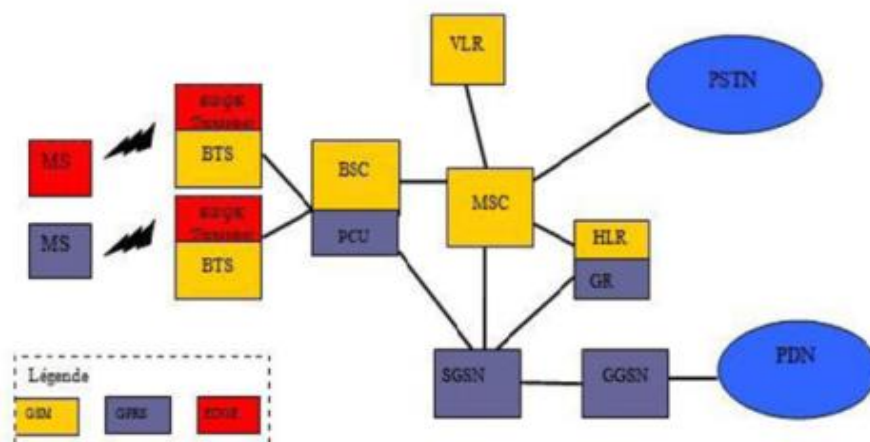 VLR
PSTN
MS
BTS
BSC
MSC
MS
BTS
PCU
HLR
GR
SGSN
GGSN
PDN
Légende
GSM
GPRS
EDGE